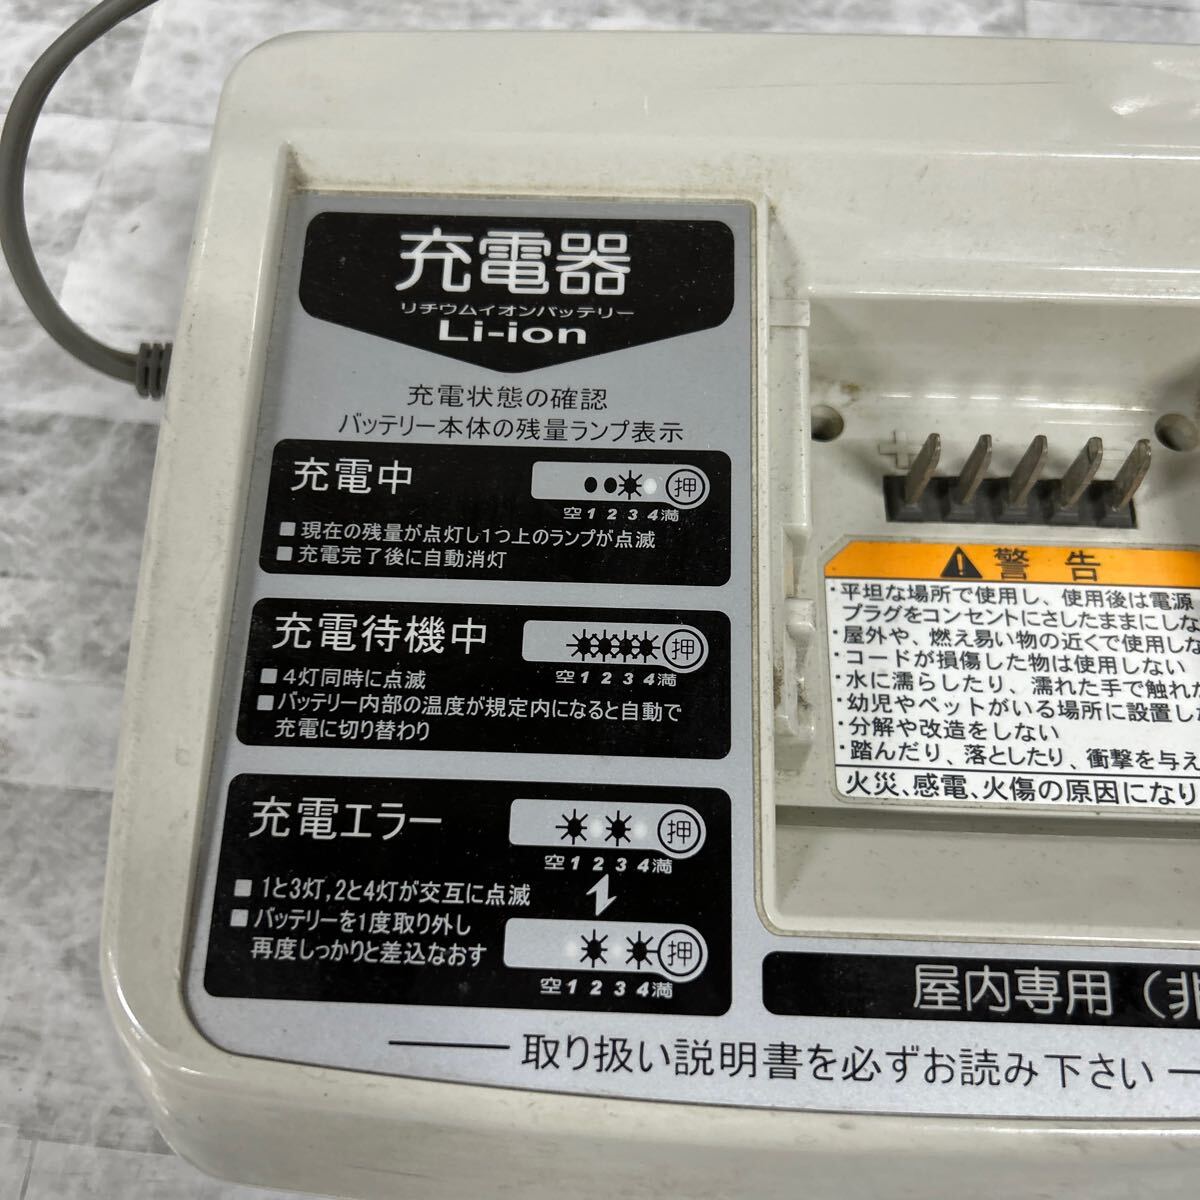 充電器
リチウムイオンバッテリー
Li-ion
充電状態の確認
バッテリー本体の残量ランプ表示
充電中
押
空 1 2 3 4 満
■現在の残量が点灯し1つ上のランプが点滅
■充電完了後に自動消灯
充電待機中
押
空 1 2 3 4 満
■4灯同時に点滅
■バッテリー内部の温度が規定内になると自動で
充電に切り替わり
充電エラー
押
空 1 2 3 4 満
■1と3灯,2と4灯が交互に点滅
■バッテリーを1度取り外し
再度しっかりと差込なおす
押
空 1 2 3 4 満
＋
－
警告
・平坦な場所で使用し、使用後は電源
プラグをコンセントにさしたままにしな
・屋外や、燃え易い物の近くで使用しな
・コードが損傷した物は使用しない
・水に濡らしたり、濡れた手で触れた
・幼児やペットがいる場所に設置した
・分解や改造をしない
・踏んだり、落としたり、衝撃を与え
火災、感電、火傷の原因になり
屋内専用（非
取り扱い説明書を必ずお読み下さい